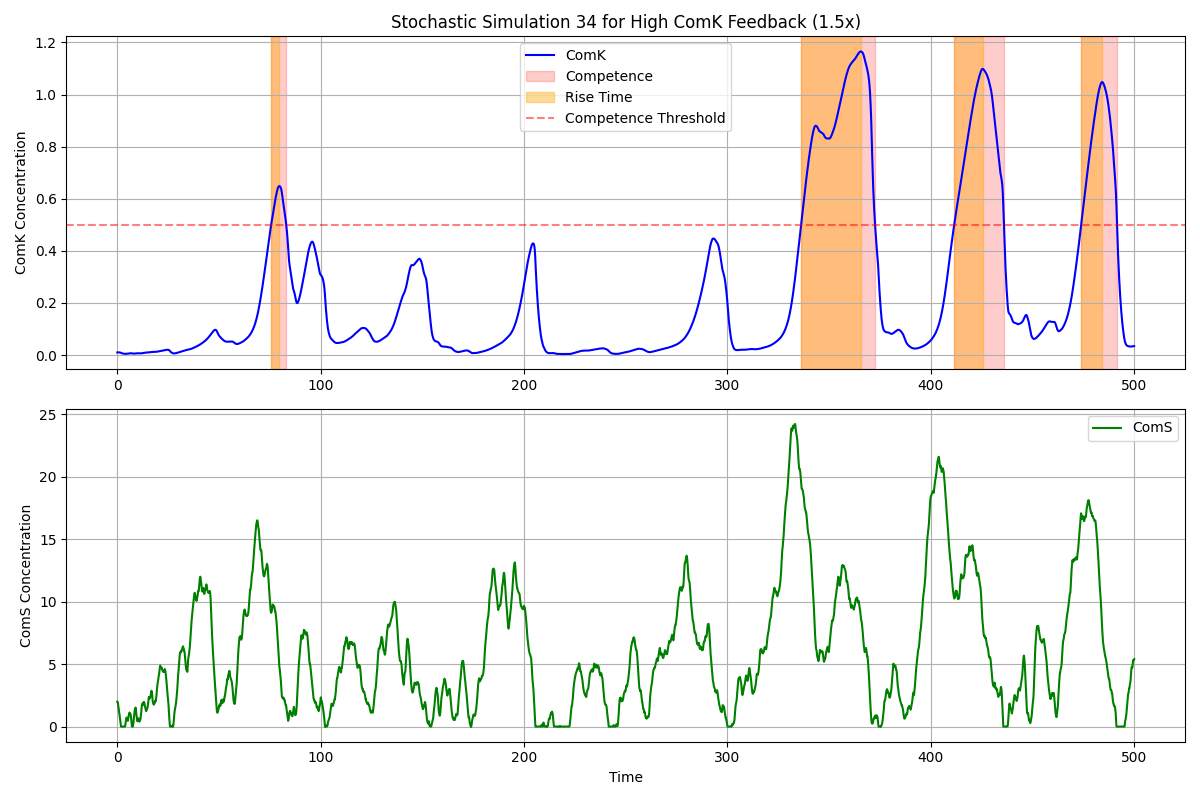 Stochastic Simulation 34 for High ComK Feedback (1.5x)
ComK Concentration
1.2
1.0
0.8
0.6
0.4
0.2
0.0
ComK
Competence
Rise Time
Competence Threshold
0 100 200 300 400 500
ComS Concentration
25
20
15
10
5
0
ComS
0 100 200 300 400 500
Time